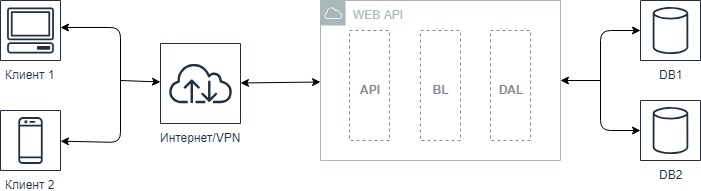 WEB API
Клиент 1
Интернет/VPN
API
BL
DAL
DB1
Клиент 2
DB2